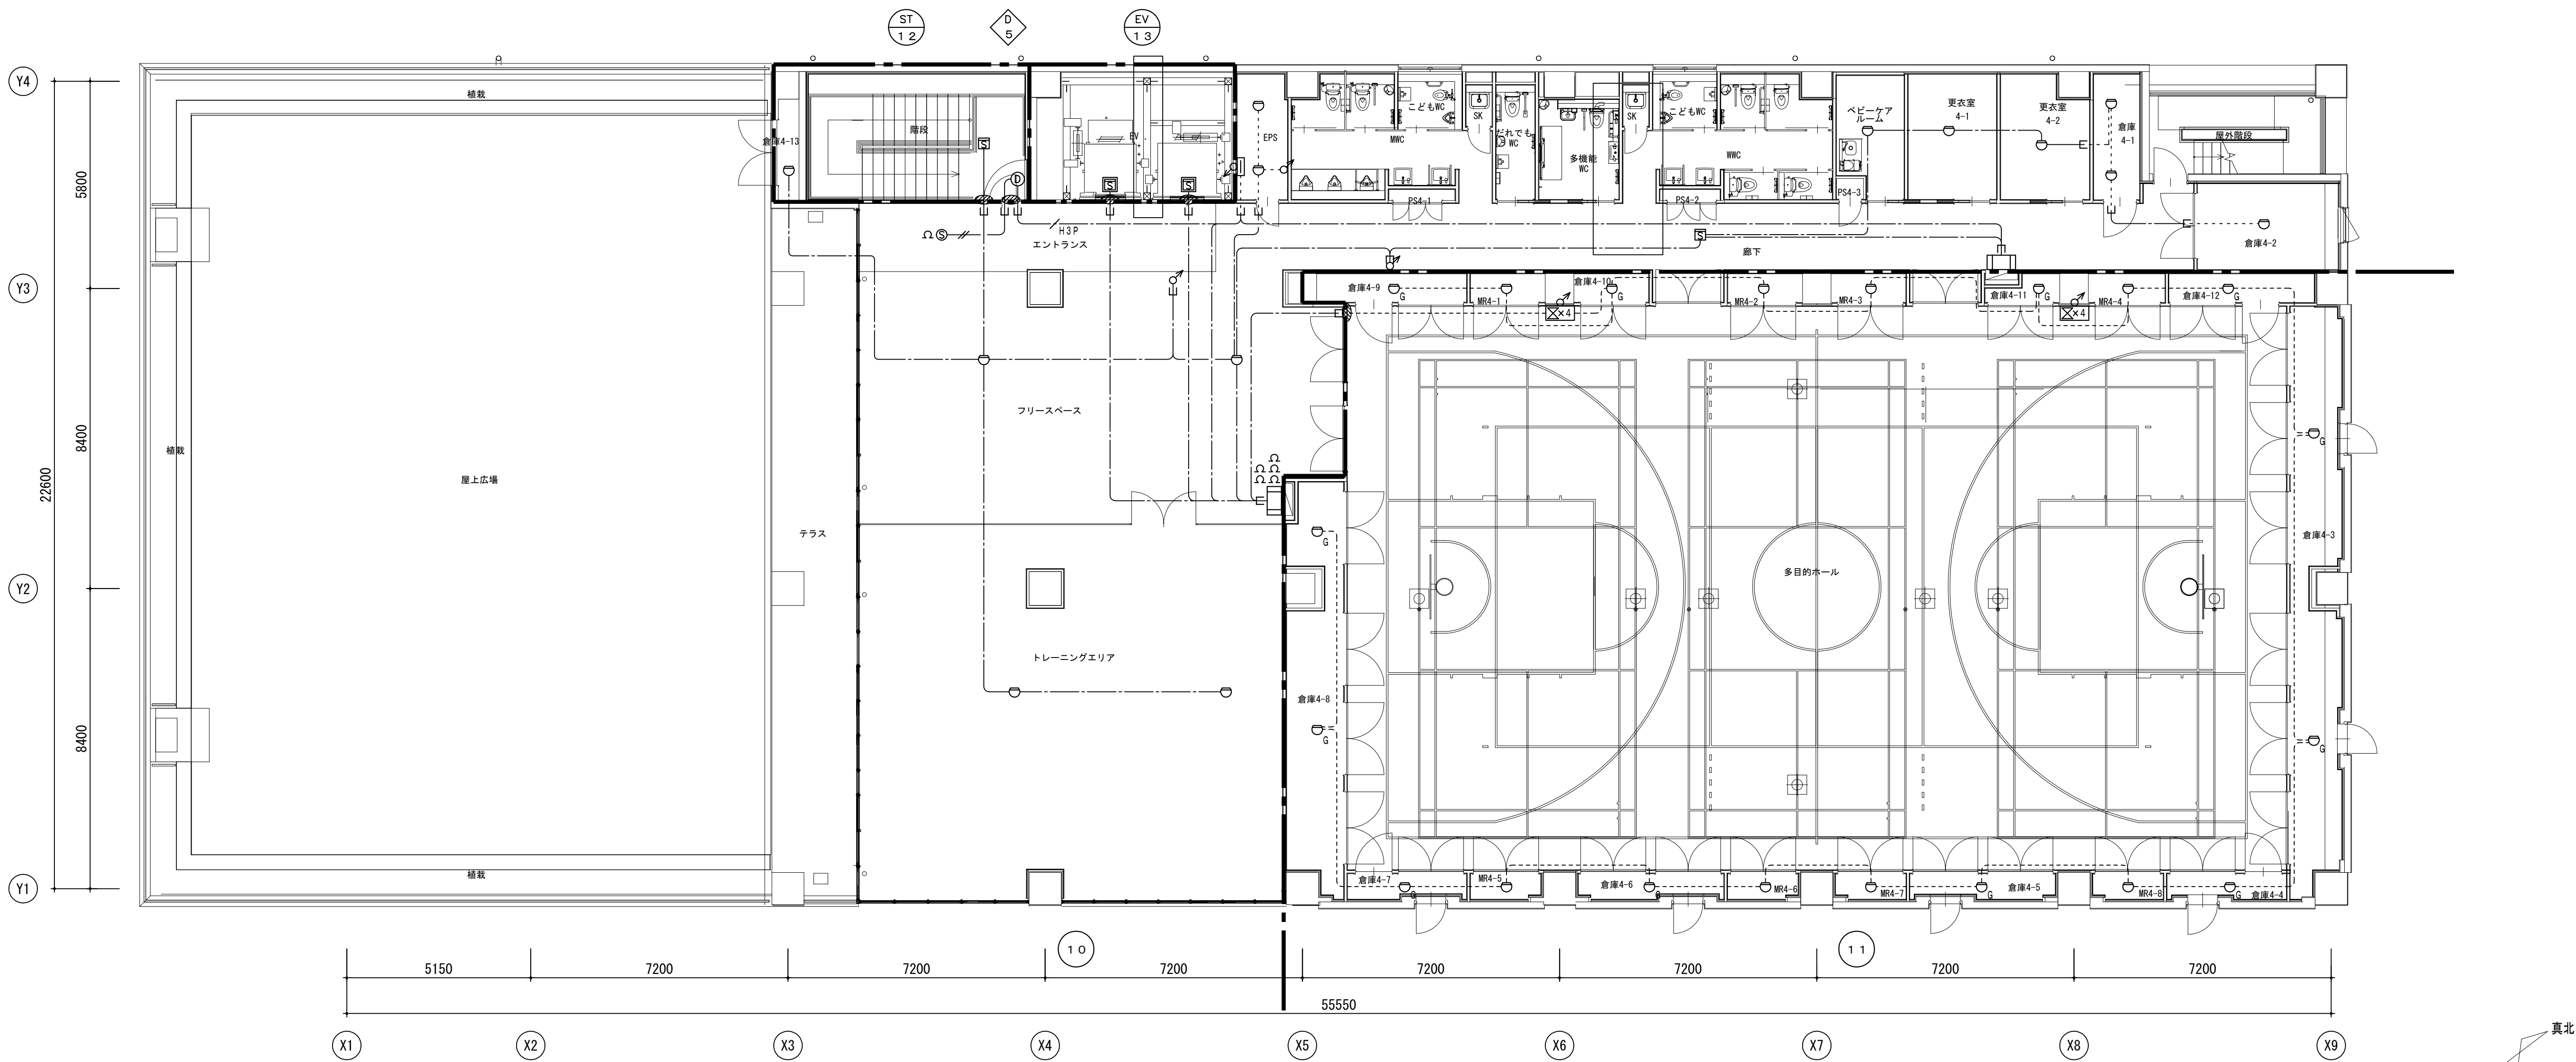 ST
12
D
5
EV
13
Y4
植栽
倉庫4-13
階段
EV
EPS
MWC
こどもWC
SK
だれでも
WC
多機能
WC
SK
こどもWC
WWC
ベビーケア
ルーム
更衣室
4-1
更衣室
4-2
倉庫
4-1
屋外階段
PS4-1
PS4-2
PS4-3
S
D
S
S
5800
Ω
S
H3P
エントランス
S
廊下
倉庫4-2
Y3
倉庫4-9
G
MR4-1
倉庫4-10
G
×4
MR4-2
MR4-3
倉庫4-11
G
×4
MR4-4
倉庫4-12
G
フリースペース
8400
22600
植栽
屋上広場
テラス
Ω
Ω Ω
Ω Ω
G
G
倉庫4-3
多目的ホール
Y2
トレーニングエリア
倉庫4-8
G
G
8400
Y1
植栽
倉庫4-7
G
MR4-5
倉庫4-6
G
MR4-6
MR4-7
G
倉庫4-5
MR4-8
G
倉庫4-4
10
11
5150
7200
7200
7200
7200
7200
7200
7200
55550
X1
X2
X3
X4
X5
X6
X7
X8
X9
真北